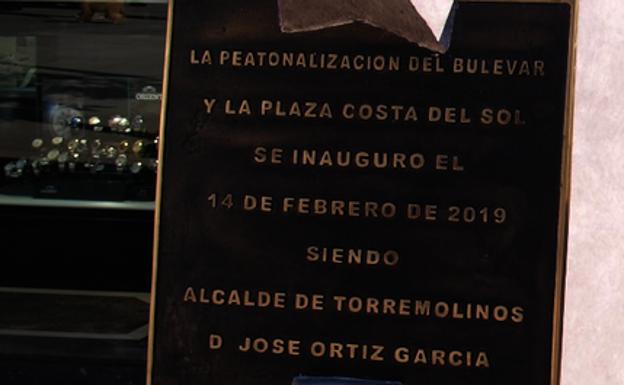 LA PEATONALIZACION DEL BULEVAR
Y LA PLAZA COSTA DEL SOL
SE INAUGURO EL
14 DE FEBRERO DE 2019
SIENDO
ALCALDE DE TORREMOLINOS
D JOSE ORTIZ GARCIA
ORIENT